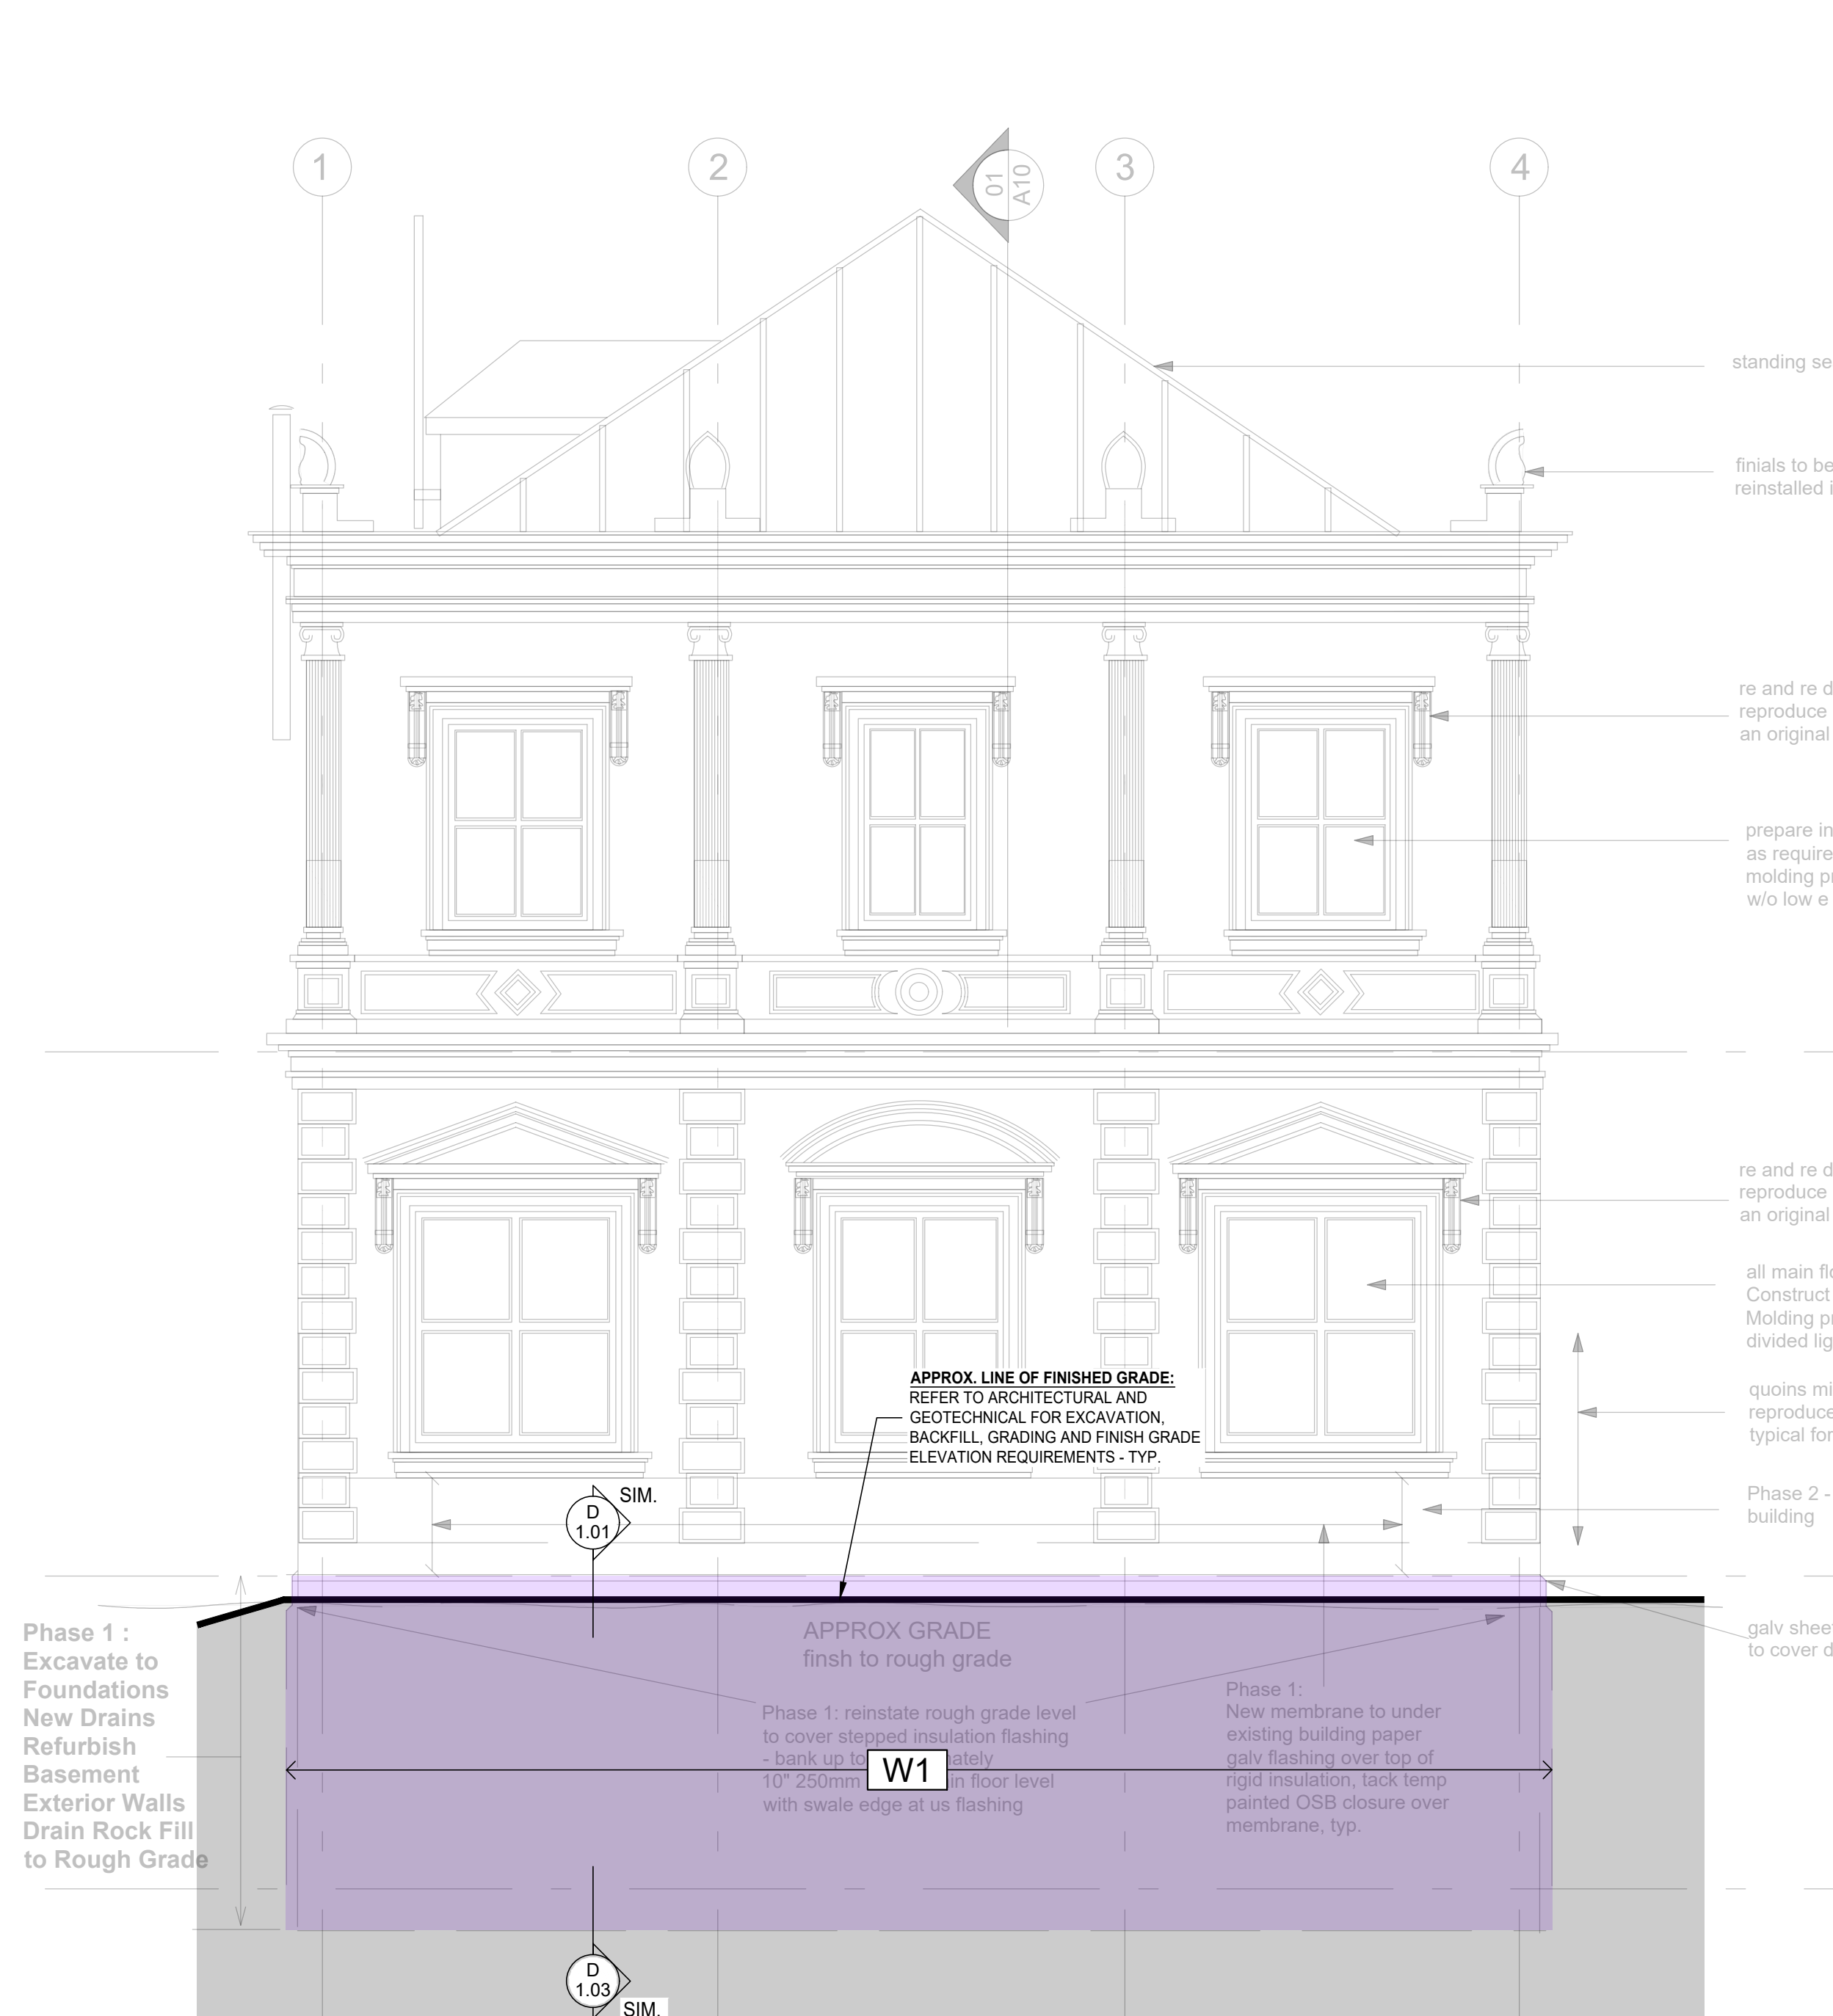 1
2
3
4
01
A10
standing se
finials to be
reinstalled i
re and re d
reproduce
an original
prepare in
as require
molding pr
w/o low e
re and re d
reproduce
an original
all main flo
Construct
Molding pr
divided lig
APPROX. LINE OF FINISHED GRADE:
REFER TO ARCHITECTURAL AND
GEOTECHNICAL FOR EXCAVATION,
BACKFILL, GRADING AND FINISH GRADE
ELEVATION REQUIREMENTS - TYP.
quoins mi
reproduce
typical for
SIM.
D
1.01
Phase 2 -
building
Phase 1 :
Excavate to
Foundations
New Drains
Refurbish
Basement
Exterior Walls
Drain Rock Fill
to Rough Grade
APPROX GRADE
finsh to rough grade
galv sheet
to cover d
Phase 1: reinstate rough grade level
to cover stepped insulation flashing
- bank up to nately
10" 250mm in floor level
with swale edge at us flashing
W1
Phase 1:
New membrane to under
existing building paper
galv flashing over top of
rigid insulation, tack temp
painted OSB closure over
membrane, typ.
D
1.03
SIM.